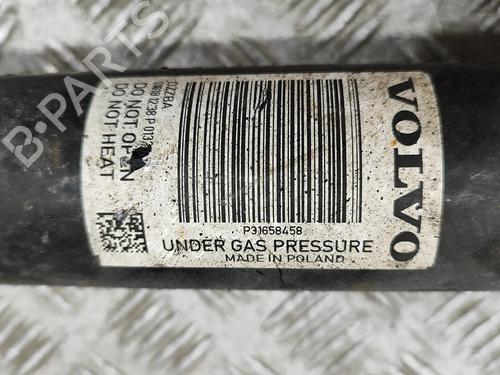 B-PARTS
VOLVO
DO NOT OPEN
DO NOT HEAT
P31658458
UNDER GAS PRESSURE
MADE IN POLAND